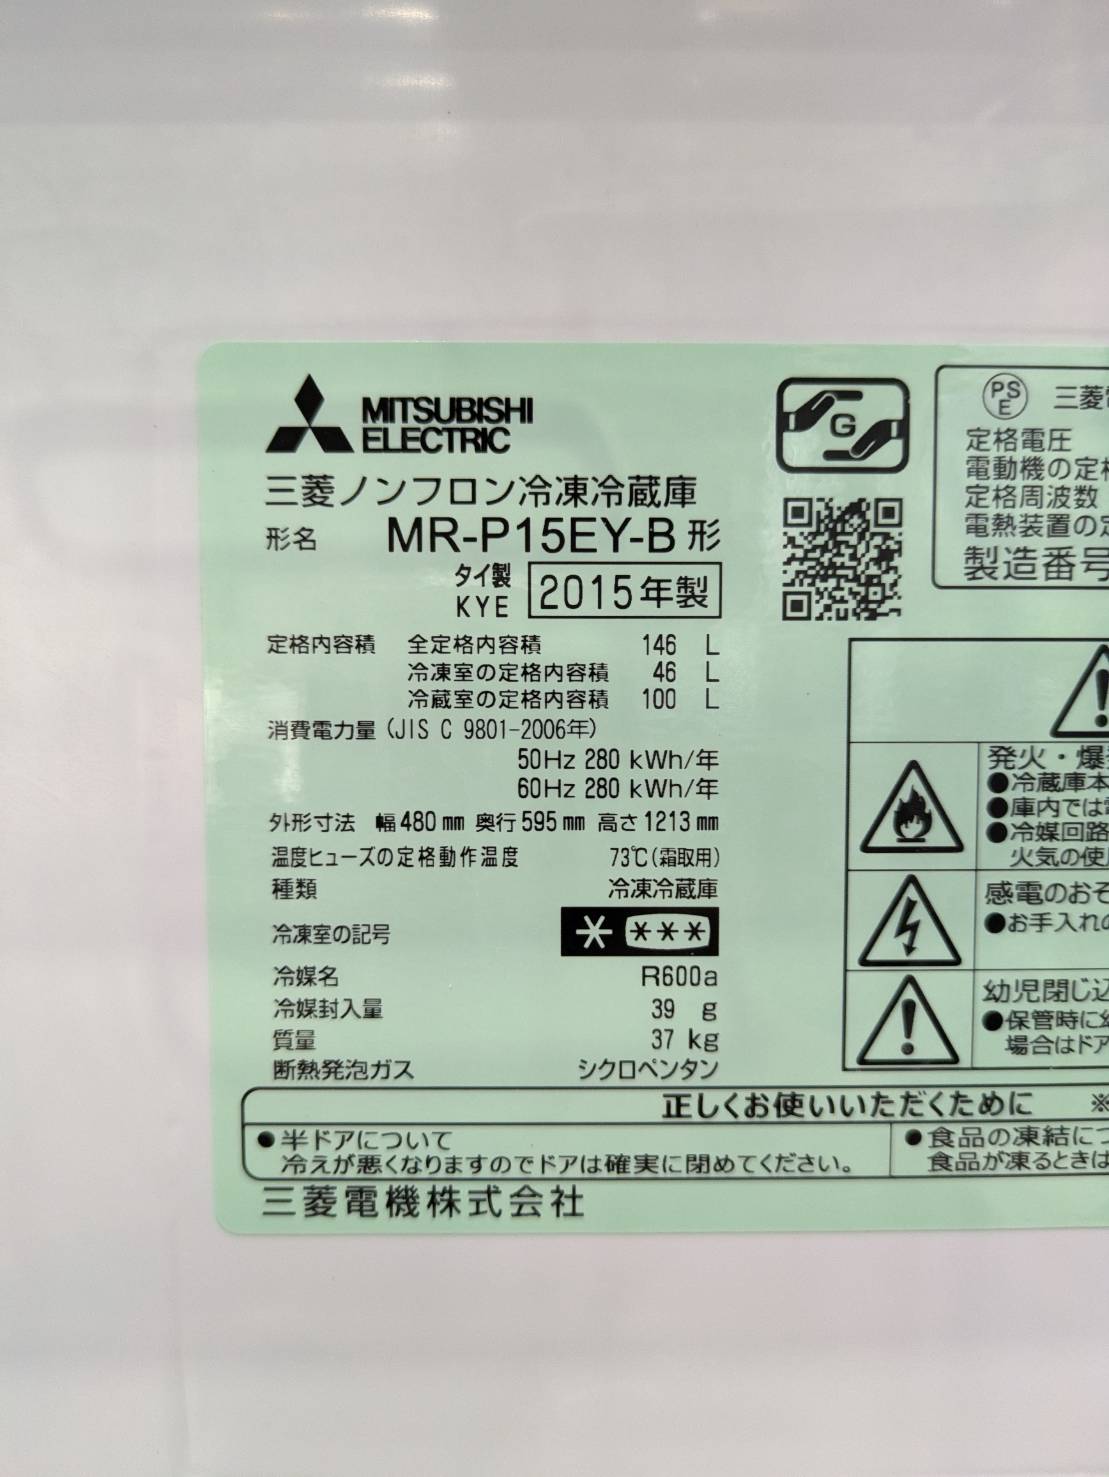 MITSUBISHI
ELECTRIC
三菱ノンフロン冷凍冷蔵庫
形名 MR-P15EY-B 形
タイ製
KYE
2015年製
定格内容積 全定格内容積 146 L
冷凍室の定格内容積 46 L
冷蔵室の定格内容積 100 L
消費電力量 (JIS C 9801-2006年)
50Hz 280 kWh/年
60Hz 280 kWh/年
外形寸法 幅480mm 奥行595mm 高さ1213mm
温度ヒューズの定格動作温度 73℃(霜取用)
種類 冷凍冷蔵庫
冷凍室の記号
冷媒名 R600a
冷媒封入量 39 g
質量 37 kg
断熱発泡ガス シクロペンタン
G
PS
E
三菱
定格電圧
電動機の定格
定格周波数
電熱装置の定
製造番号
発火・爆
●冷蔵庫本
●庫内では
●冷媒回路
火気の使
感電のおそ
●お手入れの
幼児閉じ込
●保管時に
場合はドア
正しくお使いいただくために ※
●半ドアについて
冷えが悪くなりますのでドアは確実に閉めてください。
●食品の凍結に
食品が凍るときは
三菱電機株式会社